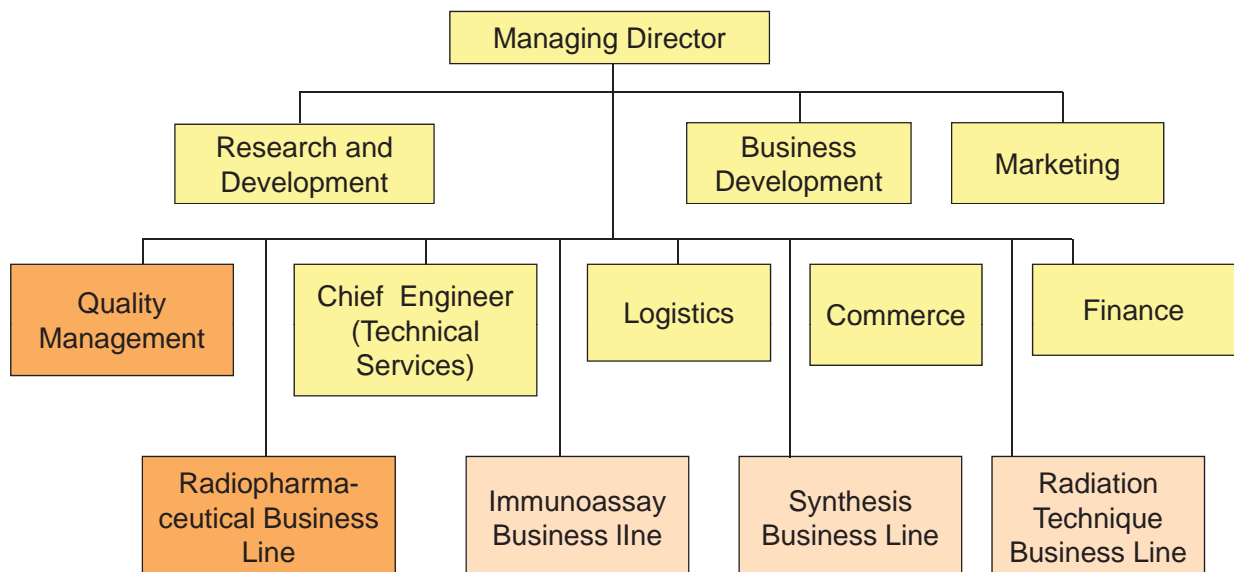 Managing Director
Research and
Development
Business
Development
Marketing
Quality
Management
Chief Engineer
(Technical
Services)
Logistics
Commerce
Finance
Radiopharma-
ceutical Business
Line
Immunoassay
Business lIne
Synthesis
Business Line
Radiation
Technique
Business Line